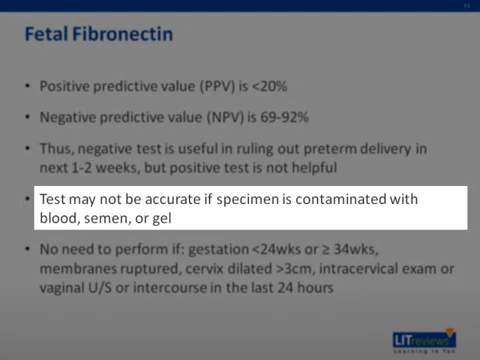 Fetal Fibronectin
• Positive predictive value (PPV) is <20%
• Negative predictive value (NPV) is 69-92%
• Thus, negative test is useful in ruling out preterm delivery in
next 1-2 weeks, but positive test is not helpful
• Test may not be accurate if specimen is contaminated with
blood, semen, or gel
• No need to perform if: gestation <24wks or ≥ 34wks,
membranes ruptured, cervix dilated >3cm, intracervical exam or
vaginal U/S or intercourse in the last 24 hours
LITreviews
Learning In Ten